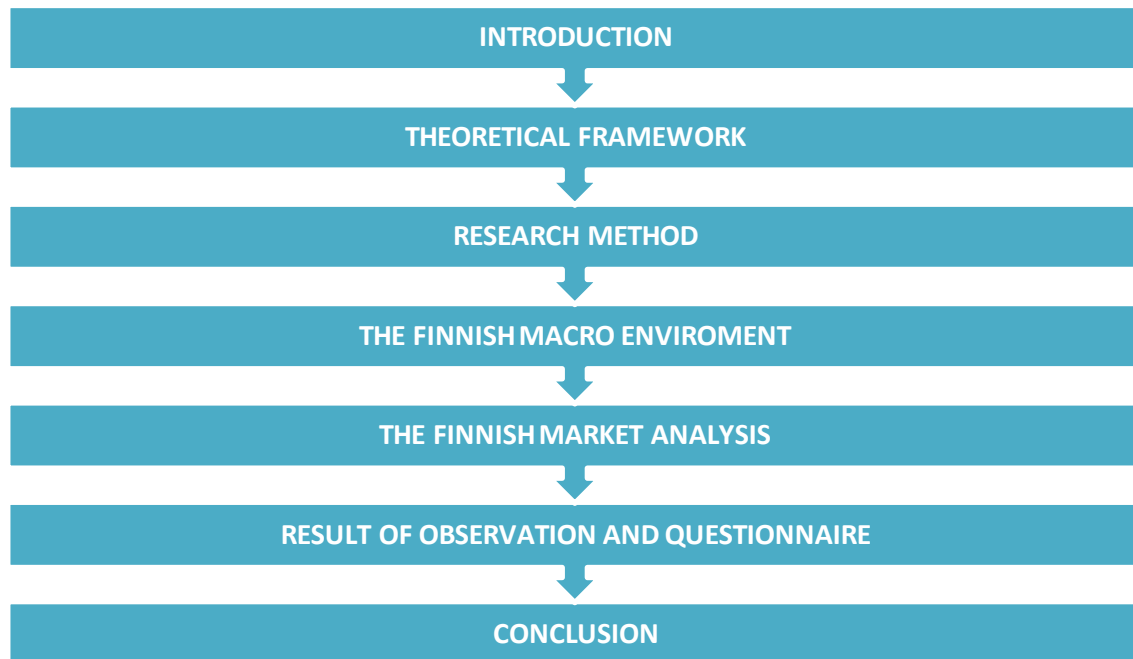 INTRODUCTION
THEORETICAL FRAMEWORK
RESEARCH METHOD
THE FINNISH MACRO ENVIROMENT
THE FINNISH MARKET ANALYSIS
RESULT OF OBSERVATION AND QUESTIONNAIRE
CONCLUSION